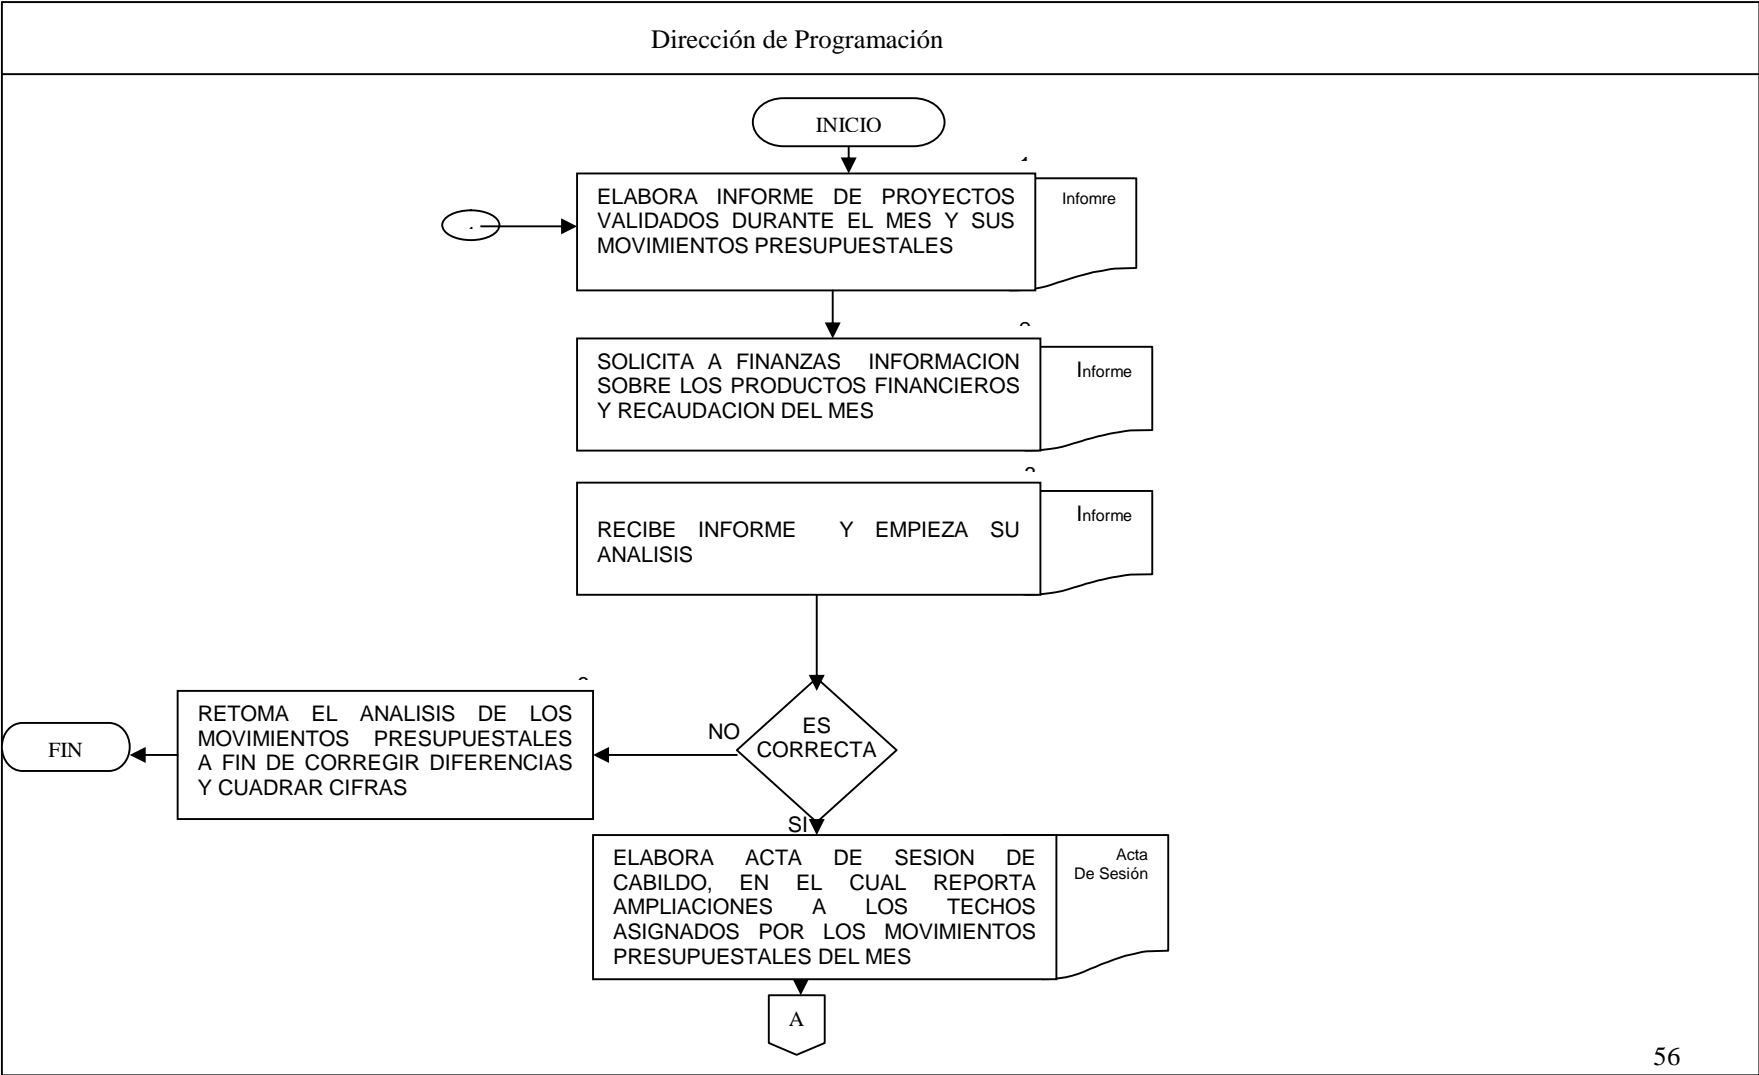 Dirección de Programación
INICIO
ELABORA INFORME DE PROYECTOS
VALIDADOS DURANTE EL MES Y SUS
MOVIMIENTOS PRESUPUESTALES
Infomre
SOLICITA A FINANZAS INFORMACION
SOBRE LOS PRODUCTOS FINANCIEROS
Y RECAUDACION DEL MES
Informe
RECIBE INFORME Y EMPIEZA SU
ANALISIS
Informe
ES
CORRECTA
NO
RETOMA EL ANALISIS DE LOS
MOVIMIENTOS PRESUPUESTALES
A FIN DE CORREGIR DIFERENCIAS
Y CUADRAR CIFRAS
FIN
SI
ELABORA ACTA DE SESION DE
CABILDO, EN EL CUAL REPORTA
AMPLIACIONES A LOS TECHOS
ASIGNADOS POR LOS MOVIMIENTOS
PRESUPUESTALES DEL MES
Acta
De Sesión
A
56